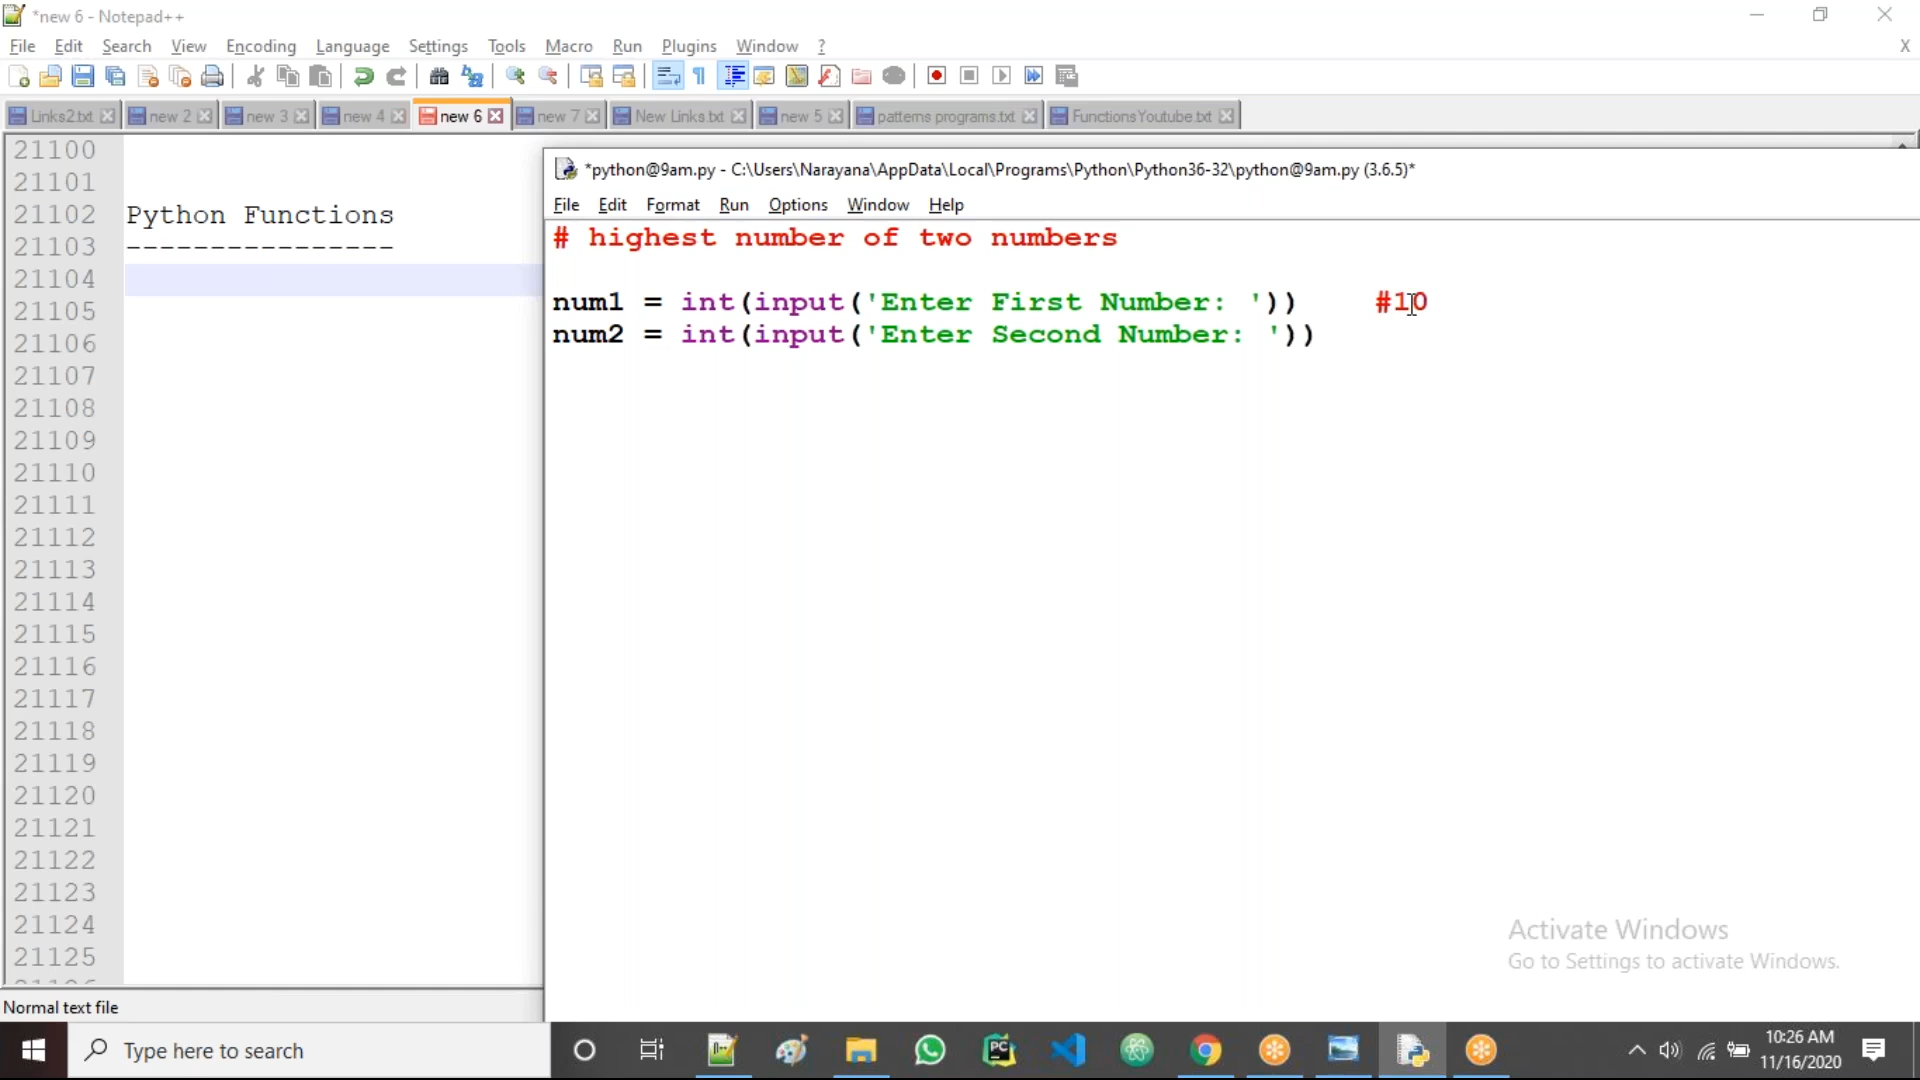 *new 6 - Notepad++
File Edit Search View Encoding Language Settings Tools Macro Run Plugins Window ? X
Links2.txt new 2 new 3 new 4 new 6 new 7 New Links.txt new 5 patterns programs.txt FunctionsYoutube.txt
21100
21101
21102 Python Functions
21103 ----------------
21104
21105
21106
21107
21108
21109
21110
21111
21112
21113
21114
21115
21116
21117
21118
21119
21120
21121
21122
21123
21124
21125
Normal text file
*python@9am.py - C:\Users\Narayana\AppData\Local\Programs\Python\Python36-32\python@9am.py (3.6.5)*
File Edit Format Run Options Window Help
# highest number of two numbers
num1 = int(input('Enter First Number: ')) #10
num2 = int(input('Enter Second Number: '))
Activate Windows
Go to Settings to activate Windows.
Type here to search
10:26 AM
11/16/2020